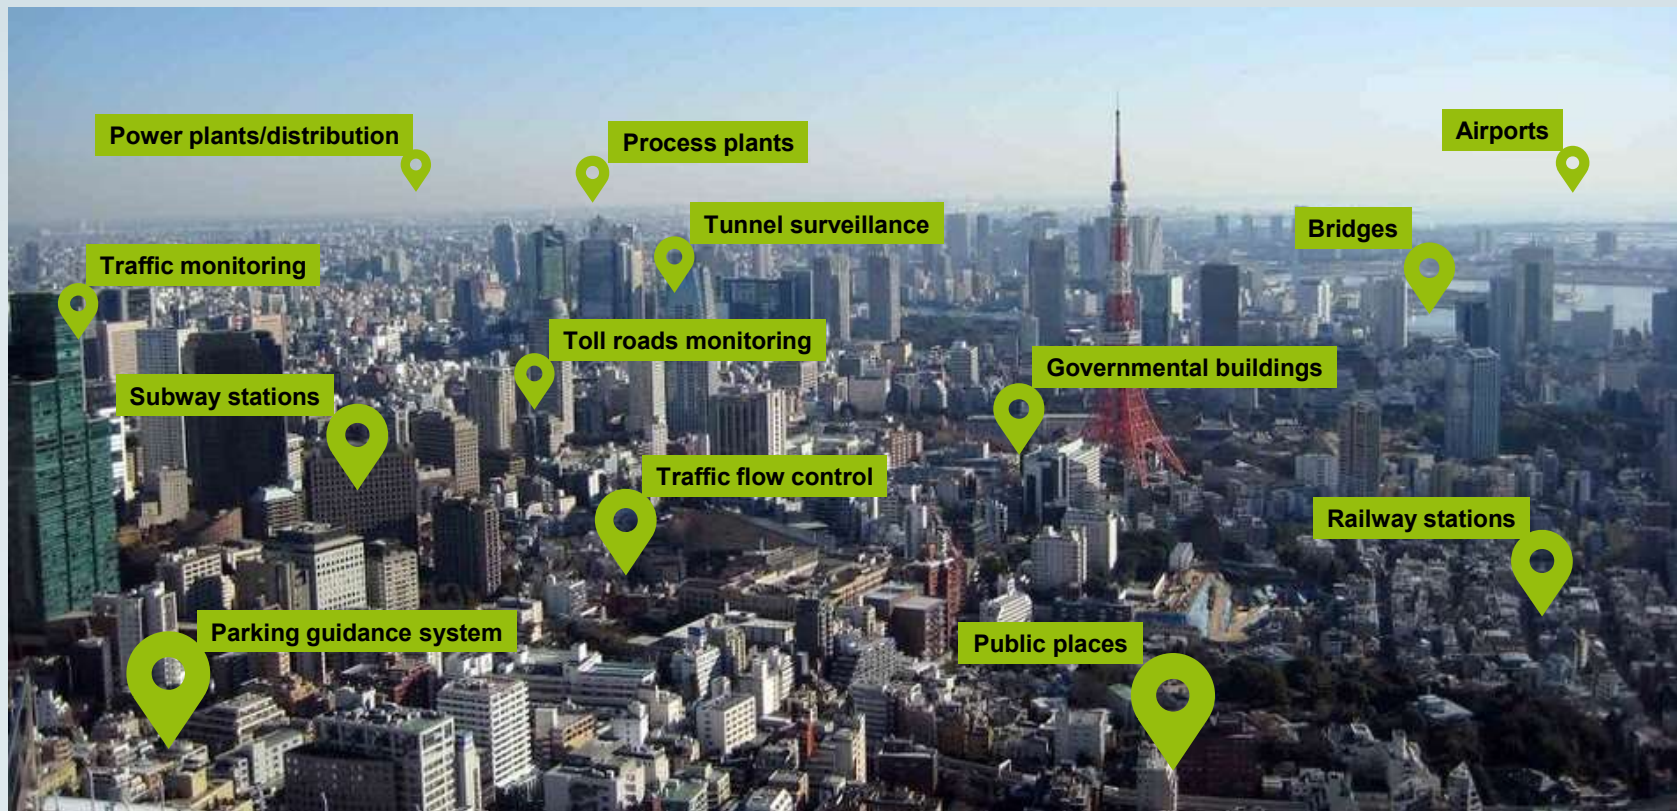 Power plants/distribution
Process plants
Airports
Tunnel surveillance
Bridges
Traffic monitoring
Toll roads monitoring
Governmental buildings
Subway stations
Traffic flow control
Railway stations
Parking guidance system
Public places